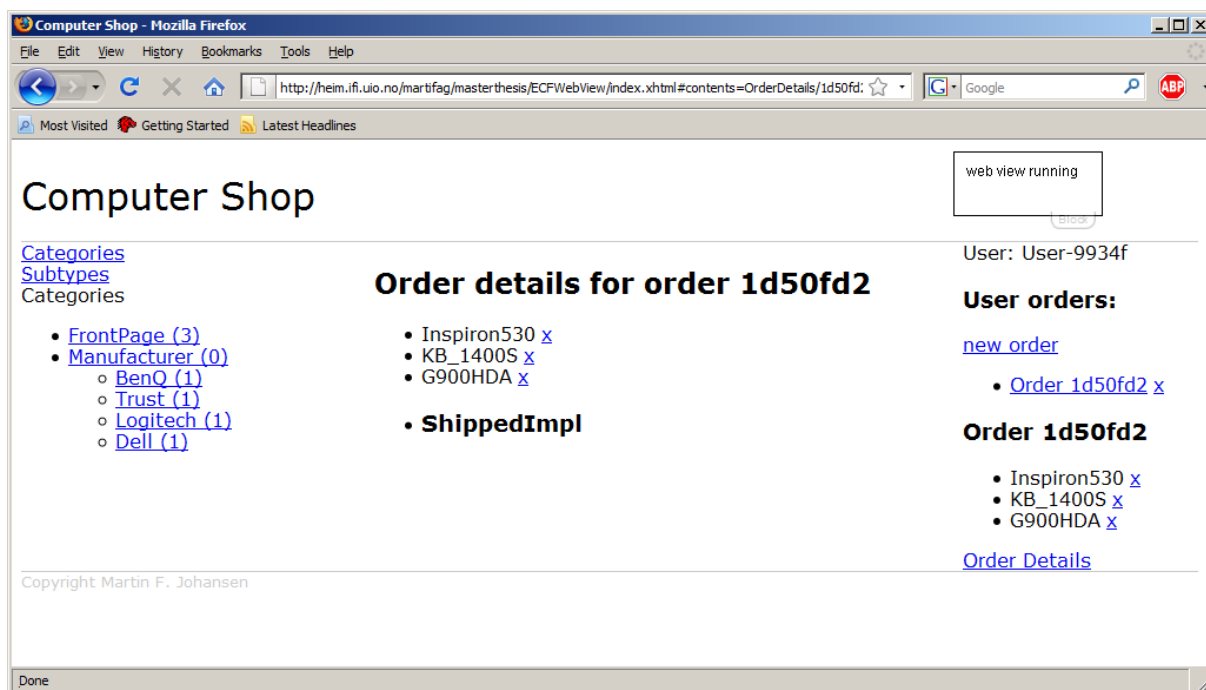 Computer Shop - Mozilla Firefox
File Edit View History Bookmarks Tools Help
http://heim.ifi.uio.no/martifag/masterthesis/ECFWebView/index.xhtml#contents=OrderDetails/1d50fd:
G Google
ABP
Most Visited Getting Started Latest Headlines
Computer Shop
web view running
Block
Categories
Subtypes
Categories
FrontPage (3)
Manufacturer (0)
BenQ (1)
Trust (1)
Logitech (1)
Dell (1)
Order details for order 1d50fd2
Inspiron530 x
KB_1400S x
G900HDA x
ShippedImpl
User: User-9934f
User orders:
new order
Order 1d50fd2 x
Order 1d50fd2
Inspiron530 x
KB_1400S x
G900HDA x
Order Details
Copyright Martin F. Johansen
Done